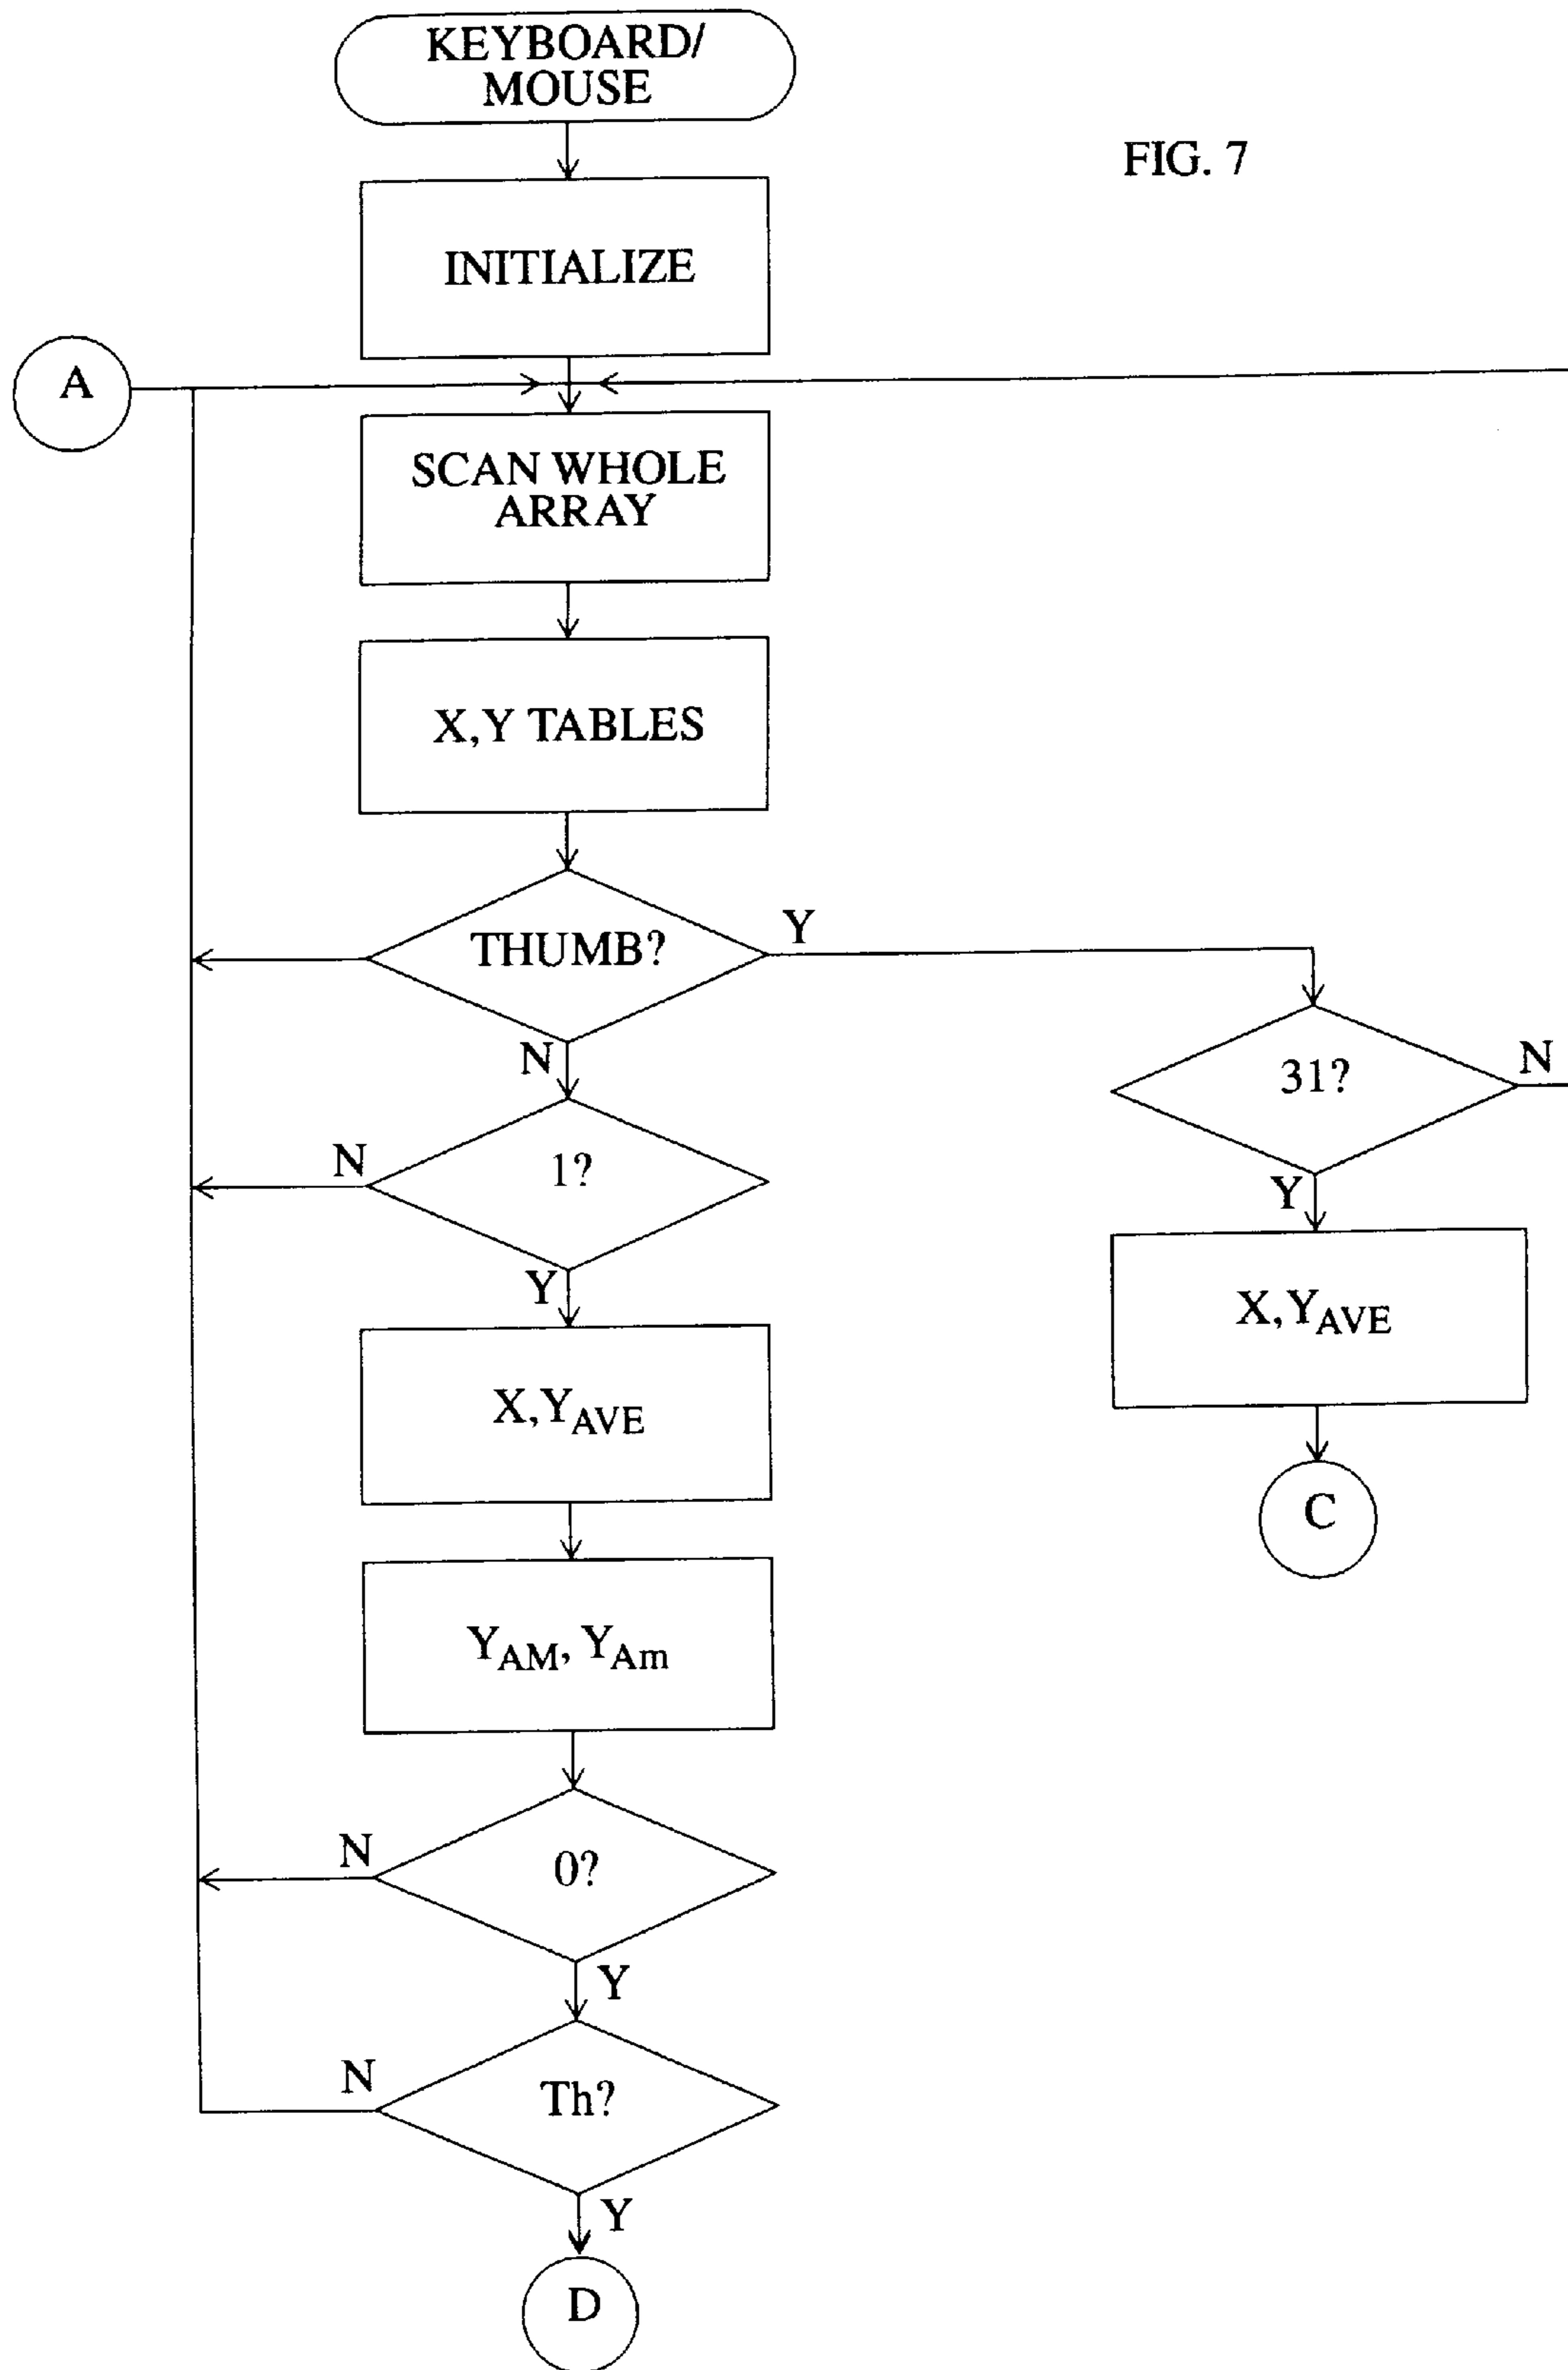 KEYBOARD/
MOUSE
FIG. 7
INITIALIZE
A
SCAN WHOLE
ARRAY
X,Y TABLES
THUMB?
Y
N
31?
N
Y
1?
N
Y
X,YAVE
C
X,YAVE
YAM, YAm
0?
N
Y
Th?
N
Y
D